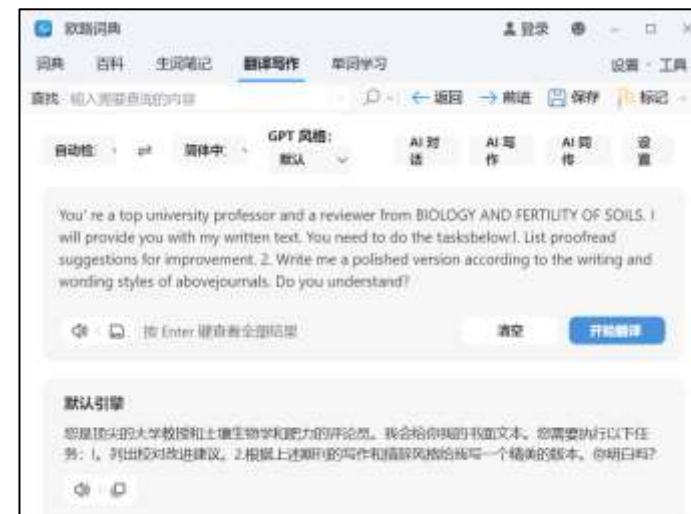 欧路词典
登录
词典 百科 生词笔记 翻译写作 单词学习 设置 工具
查找 输入需要查询的内容 返回 前进 保存 标记
自动检 简体中 GPT 风格: 默认 AI 对话 AI 写作 AI 同传 设置
You' re a top university professor and a reviewer from BIOLOGY AND FERTILITY OF SOILS. I
will provide you with my written text. You need to do the tasksbelow:l. List proofread
suggestions for improvement. 2. Write me a polished version according to the writing and
wording styles of abovejournals. Do you understand?
按 Enter 键查看全部结果 清空 开始翻译
默认引擎
您是顶尖的大学教授和土壤生物学和肥力的评论员。我会给你我的书面文本。您需要执行以下任
务：l。列出校对改进建议。2.根据上述期刊的写作和措辞风格给我写一个精美的版本。你明白吗？